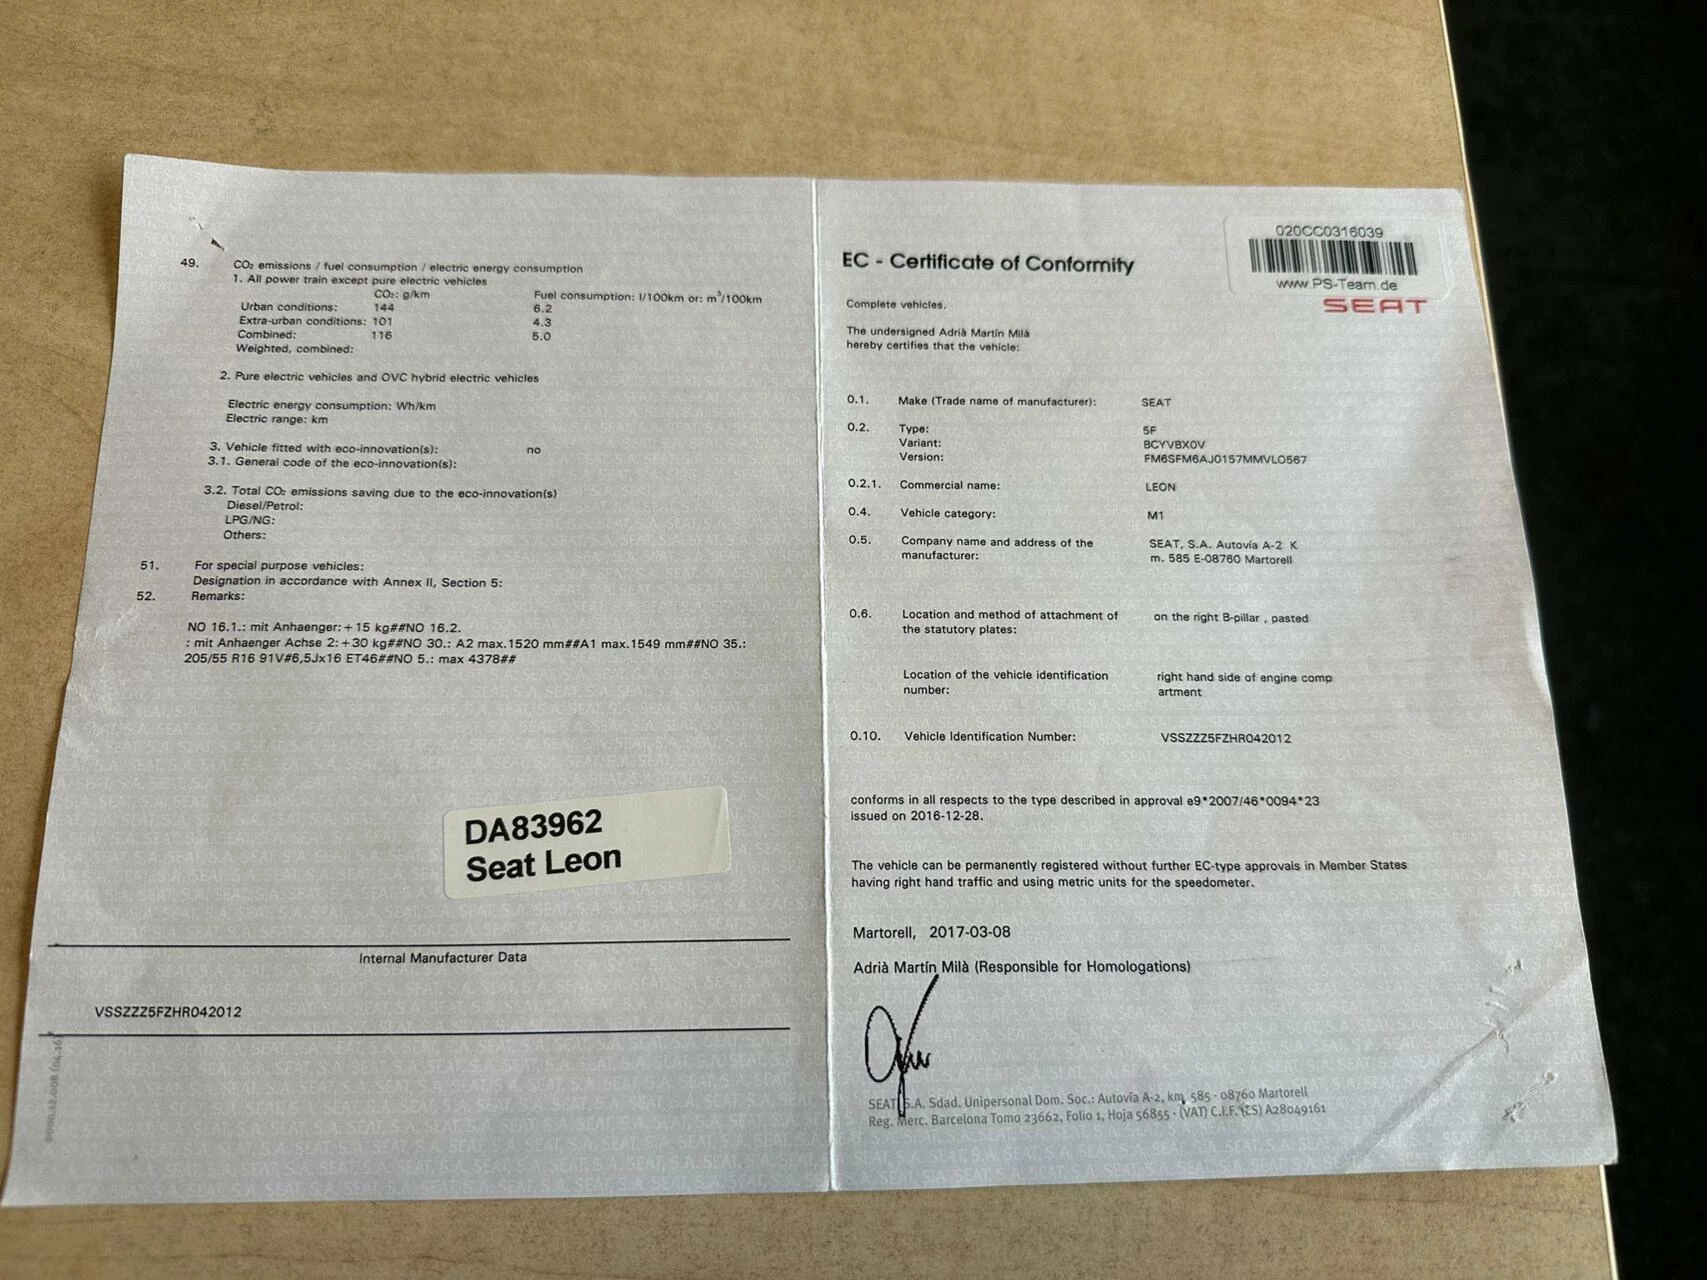 49. CO₂ emissions / fuel consumption / electric energy consumption
1. All power train except pure electric vehicles
CO₂: g/km Fuel consumption: l/100km or: m³/100km
Urban conditions: 144 6.2
Extra-urban conditions: 101 4.3
Combined: 116 5.0
Weighted, combined:
2. Pure electric vehicles and OVC hybrid electric vehicles
Electric energy consumption: Wh/km
Electric range: km
3. Vehicle fitted with eco-innovation(s): no
3.1. General code of the eco-innovation(s):
3.2. Total CO₂ emissions saving due to the eco-innovation(s)
Diesel/Petrol:
LPG/NG:
Others:
51. For special purpose vehicles:
Designation in accordance with Annex II, Section 5:
52. Remarks:
NO 16.1.: mit Anhaenger:+15 kg##NO 16.2.
: mit Anhaenger Achse 2:+30 kg##NO 30.: A2 max.1520 mm##A1 max.1549 mm##NO 35.:
205/55 R16 91V#6,5Jx16 ET46##NO 5.: max 4378##
DA83962
Seat Leon
Internal Manufacturer Data
VSSZZZ5FZHR042012
020CC0316039
www.PS-Team.de
SEAT
EC - Certificate of Conformity
Complete vehicles.
The undersigned Adrià Martín Milà
hereby certifies that the vehicle:
0.1. Make (Trade name of manufacturer): SEAT
0.2. Type: 5F
Variant: BCYVBX0V
Version: FM6SFM6AJ0157MMVL0567
0.2.1. Commercial name: LEON
0.4. Vehicle category: M1
0.5. Company name and address of the SEAT, S.A. Autovía A-2 K
manufacturer: m. 585 E-08760 Martorell
0.6. Location and method of attachment of on the right B-pillar , pasted
the statutory plates:
Location of the vehicle identification right hand side of engine comp
number: artment
0.10. Vehicle Identification Number: VSSZZZ5FZHR042012
conforms in all respects to the type described in approval e9*2007/46*0094*23
issued on 2016-12-28.
The vehicle can be permanently registered without further EC-type approvals in Member States
having right hand traffic and using metric units for the speedometer.
Martorell, 2017-03-08
Adrià Martín Milà (Responsible for Homologations)
SEAT, S.A. Sdad. Unipersonal Dom. Soc.: Autovía A-2, km. 585 - 08760 Martorell
Reg. Merc. Barcelona Tomo 23662, Folio 1, Hoja 56855 - (VAT) C.I.F. (ES) A28049161